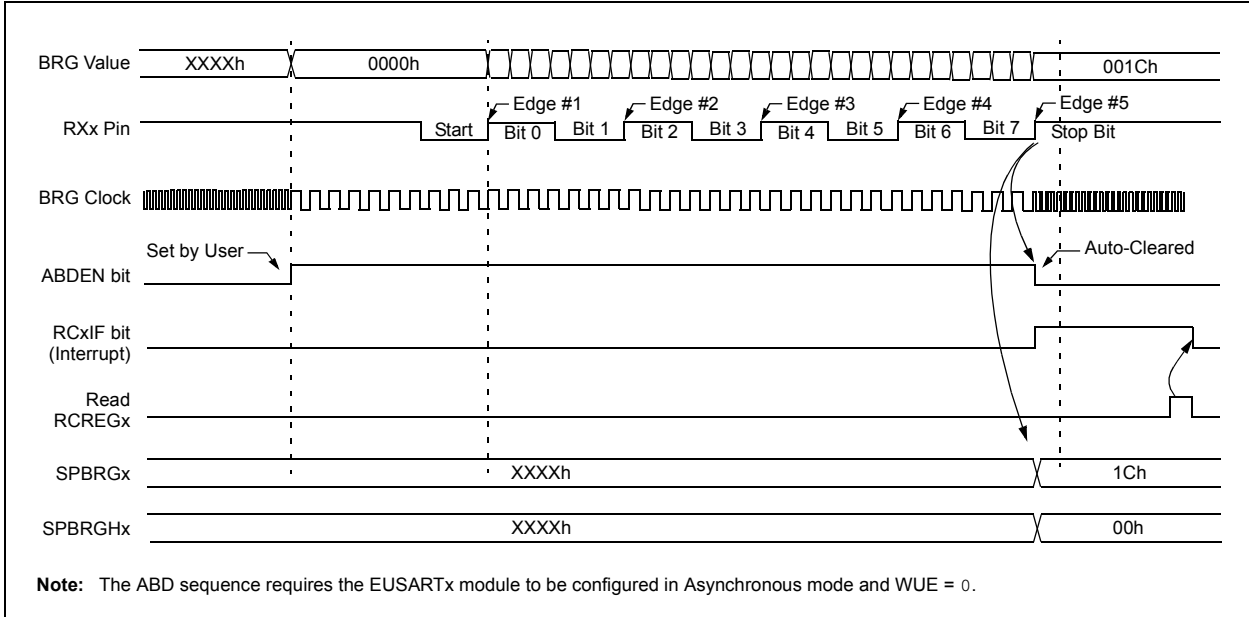 BRG Value XXXXh 0000h 001Ch
Edge #1 Edge #2 Edge #3 Edge #4 Edge #5
RXx Pin Start Bit 0 Bit 1 Bit 2 Bit 3 Bit 4 Bit 5 Bit 6 Bit 7 Stop Bit
BRG Clock
Set by User Auto-Cleared
ABDEN bit
RCxIF bit
(Interrupt)
Read
RCREGx
SPBRGx XXXXh 1Ch
SPBRGHx XXXXh 00h
Note: The ABD sequence requires the EUSARTx module to be configured in Asynchronous mode and WUE = 0.